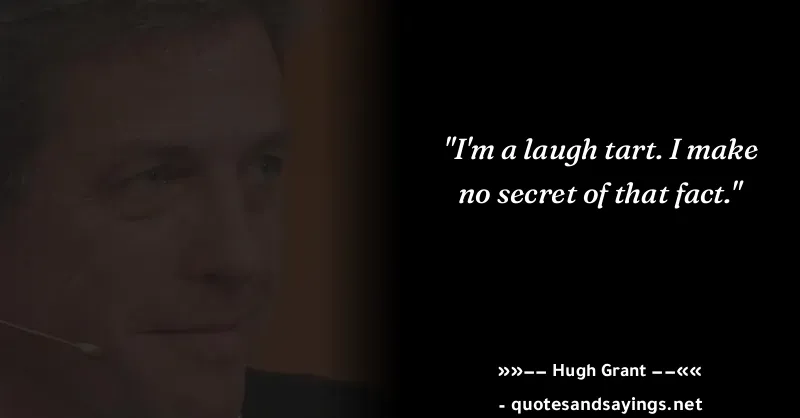 "I'm a laugh tart. I make
no secret of that fact."
»»−− Hugh Grant −−««
- quotesandsayings.net